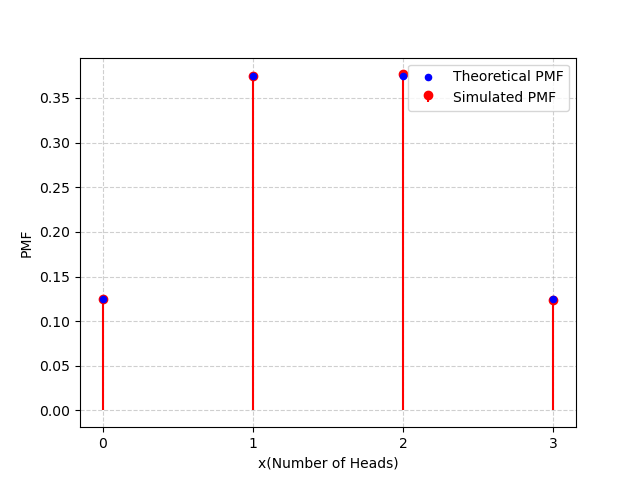 Theoretical PMF
Simulated PMF
0.35
0.30
0.25
0.20
0.15
0.10
0.05
0.00
PMF
0 1 2 3
x(Number of Heads)